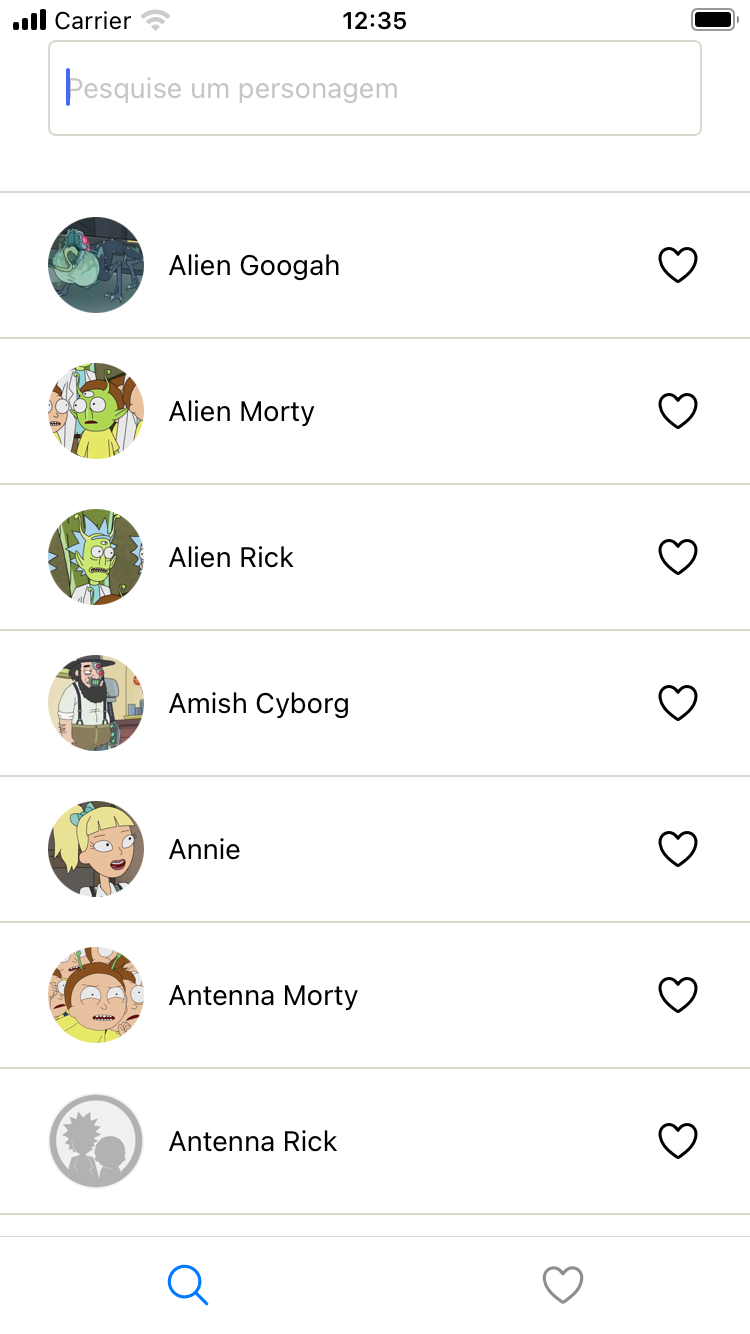 Carrier 12:35
Pesquise um personagem
Alien Googah
Alien Morty
Alien Rick
Amish Cyborg
Annie
Antenna Morty
Antenna Rick